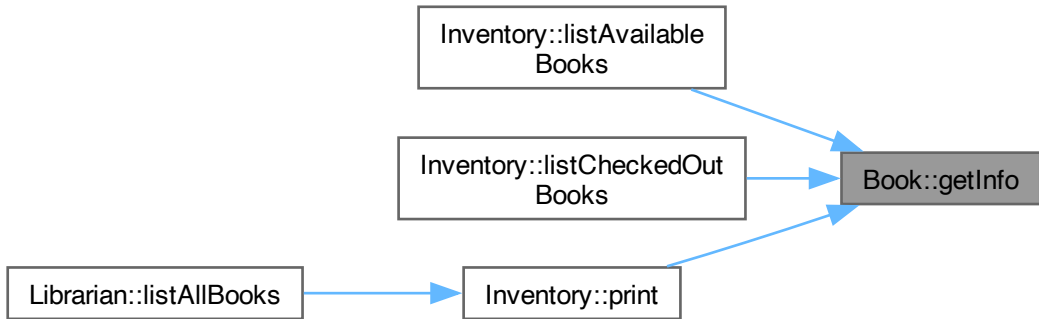 Inventory::listAvailable
Books
Inventory::listCheckedOut
Books
Book::getInfo
Librarian::listAllBooks
Inventory::print